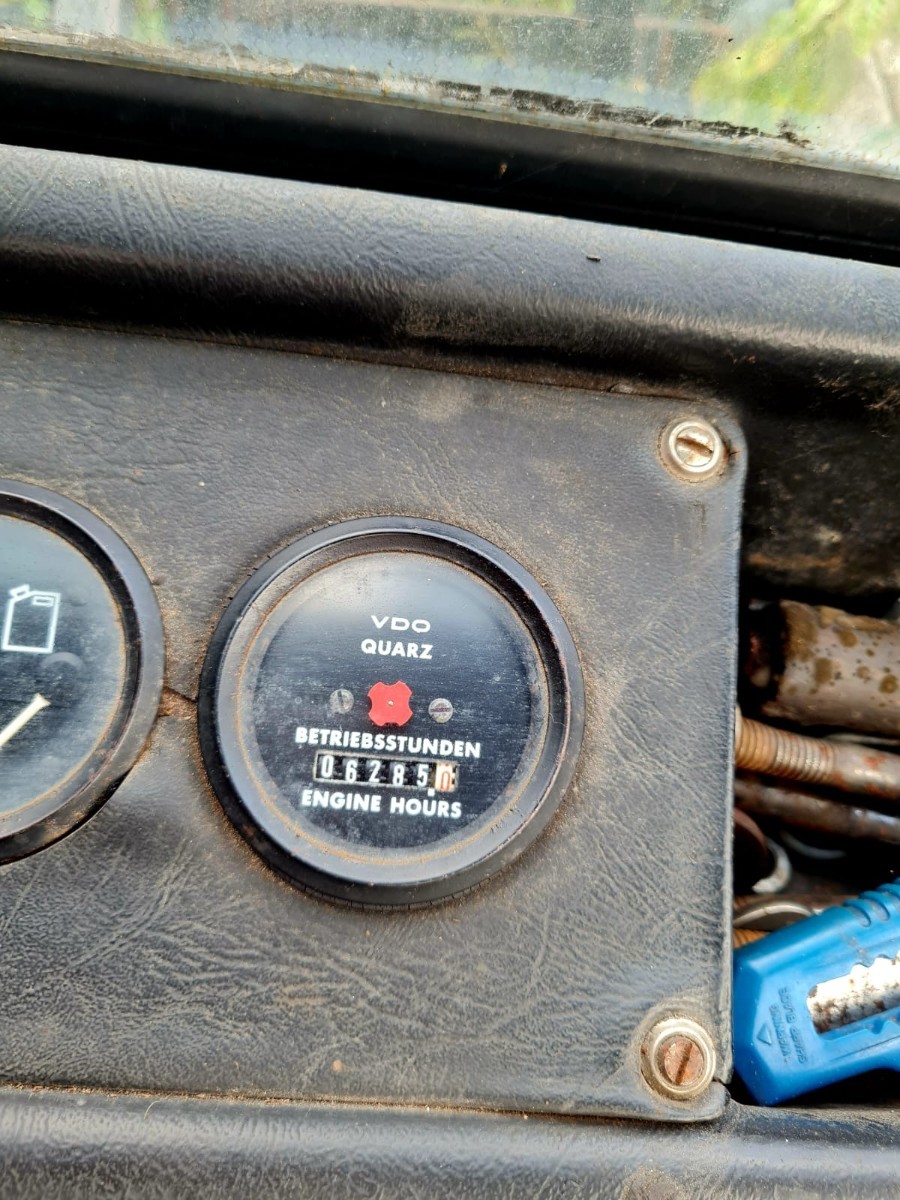 VDO
QUARZ
BETRIEBSSTUNDEN
06285
ENGINE HOURS